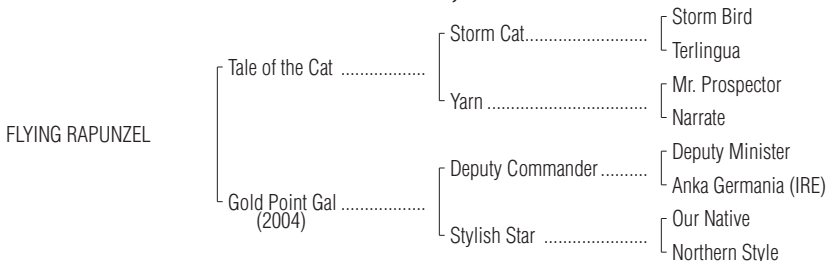 Storm Bird
Storm Cat..........................
Terlingua
Tale of the Cat ..................
Mr. Prospector
Yarn ..................................
Narrate
FLYING RAPUNZEL
Deputy Minister
Deputy Commander..........
Anka Germania (IRE)
Gold Point Gal ..................
(2004)
Our Native
Stylish Star ......................
Northern Style